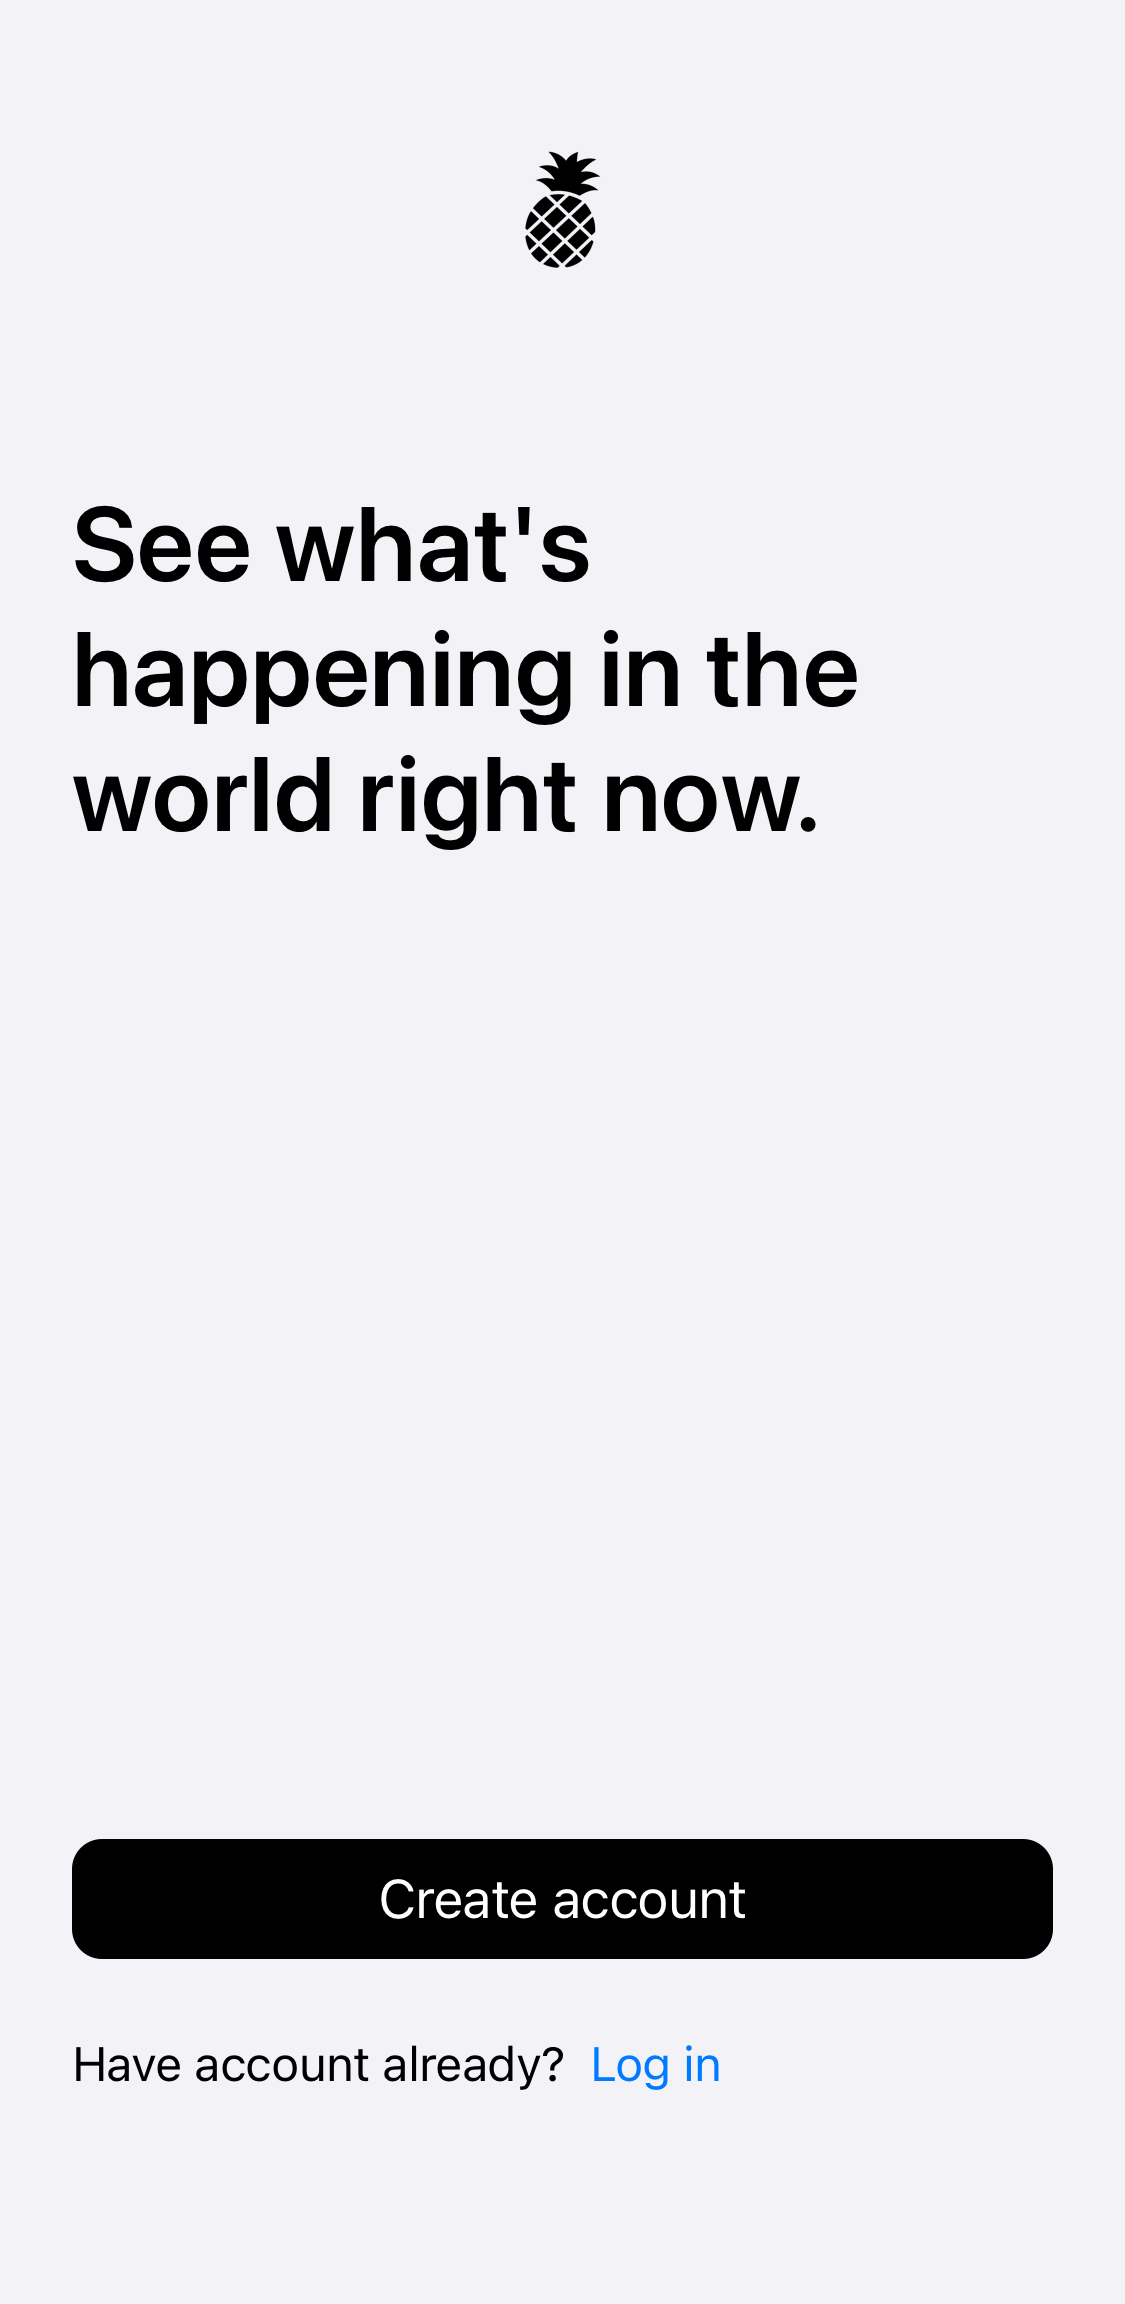 See what's
happening in the
world right now.
Create account
Have account already? Log in